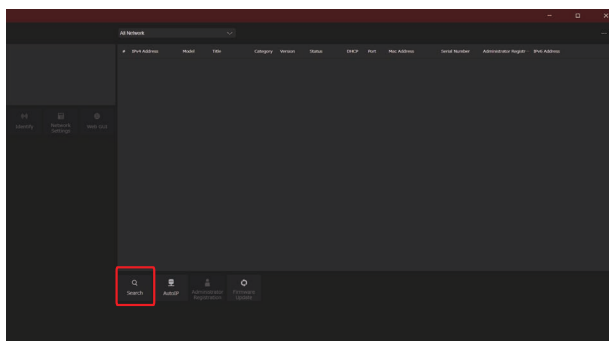 All Network
# IPv4 Address Model Title Category Version Status DHCP Port Mac Address Serial Number Administrator Registr··· IPv6 Address
Identify Network Settings Web GUI
Search AutoIP Administrator Registration Firmware Update